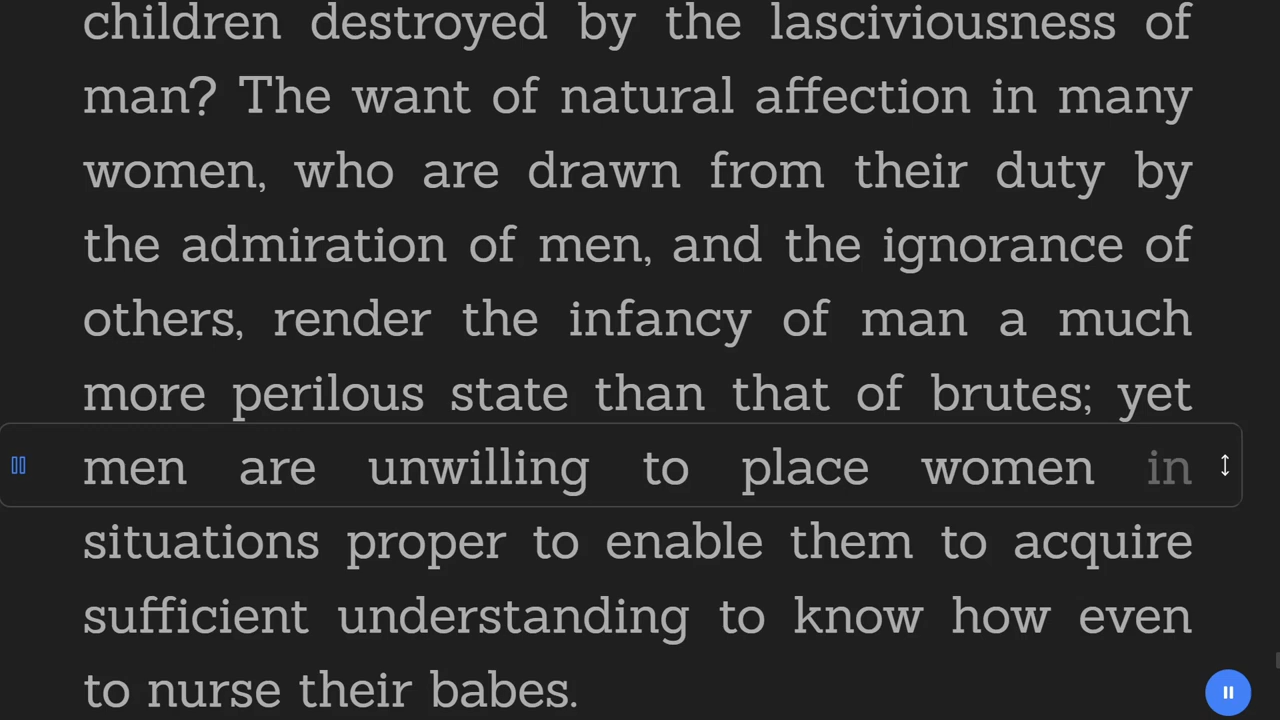 children destroyed by the lasciviousness of
man? The want of natural affection in many
women, who are drawn from their duty by
the admiration of men, and the ignorance of
others, render the infancy of man a much
more perilous state than that of brutes; yet
men are unwilling to place women in
situations proper to enable them to acquire
sufficient understanding to know how even
to nurse their babes.